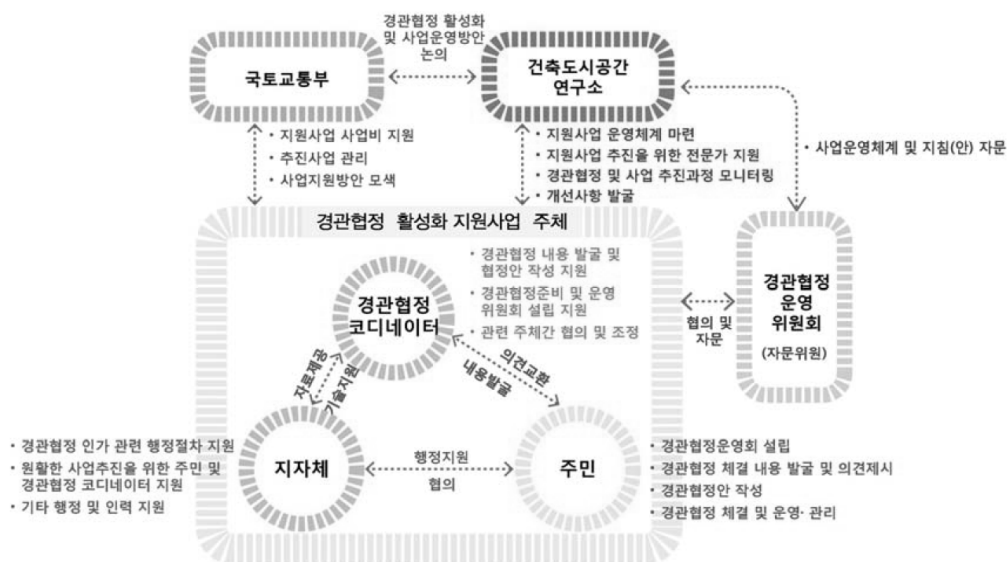 경관협정 활성화
및 사업운영방안
논의
국토교통부
건축도시공간
연구소
• 지원사업 사업비 지원
• 추진사업 관리
• 사업지원방안 모색
• 지원사업 운영체계 마련
• 지원사업 추진을 위한 전문가 지원
• 경관협정 및 사업 추진과정 모니터링
• 개선사항 발굴
• 사업운영체계 및 지침(안) 자문
경관협정 활성화 지원사업 주체
경관협정
코디네이터
• 경관협정 내용 발굴 및
협정안 작성 지원
• 경관협정준비 및 운영
위원회 설립 지원
• 관련 주체간 협의 및 조정
협의 및
자문
경관협정
운영
위원회
(자문위원)
자료제공
기술지원
의견교환
내용발굴
• 경관협정 인가 관련 행정절차 지원
• 원활한 사업추진을 위한 주민 및
경관협정 코디네이터 지원
• 기타 행정 및 인력 지원
지자체
행정지원
협의
주민
• 경관협정운영회 설립
• 경관협정 체결 내용 발굴 및 의견제시
• 경관협정안 작성
• 경관협정 체결 및 운영· 관리